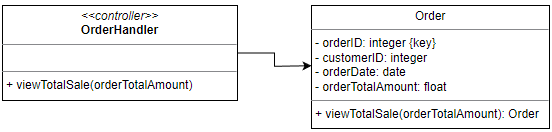 <<controller>>
OrderHandler
+ viewTotalSale(orderTotalAmount)
Order
- orderID: integer {key}
- customerID: integer
- orderDate: date
- orderTotalAmount: float
+ viewTotalSale(orderTotalAmount): Order